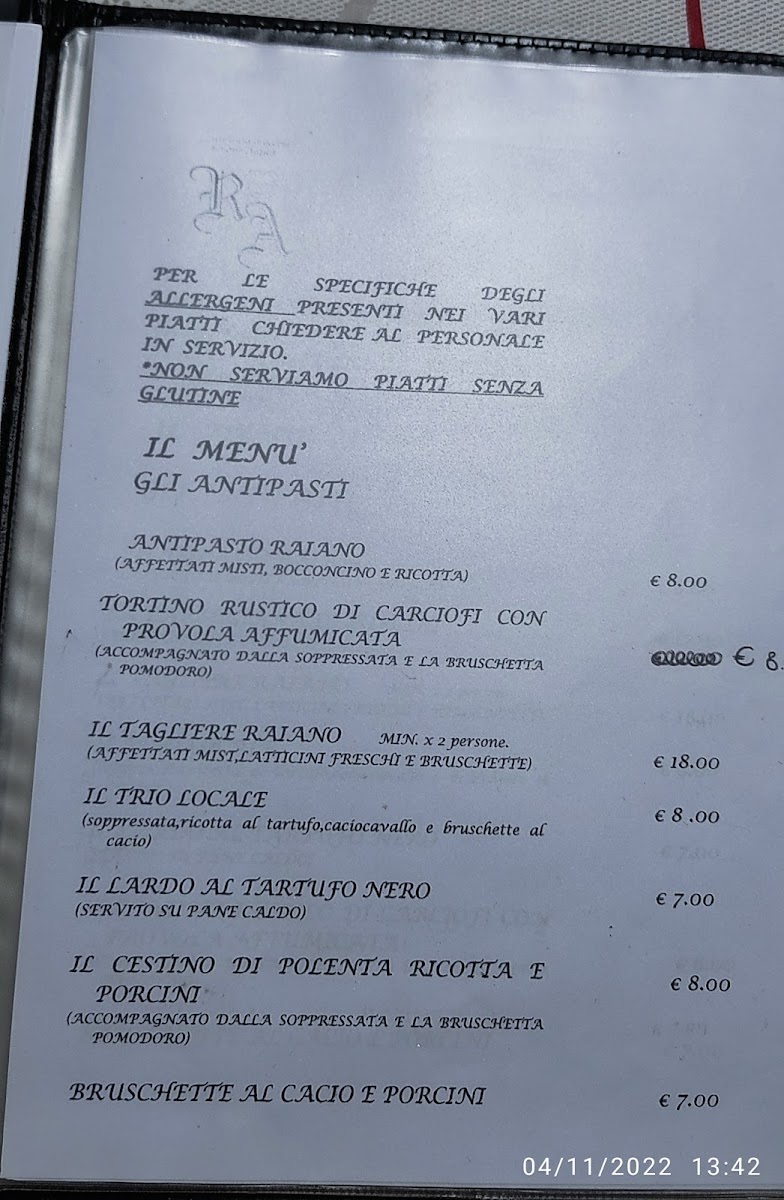 RA
PER LE SPECIFICHE DEGLI
ALLERGENI PRESENTI NEI VARI
PIATTI CHIEDERE AL PERSONALE
IN SERVIZIO.
*NON SERVIAMO PIATTI SENZA
GLUTINE
IL MENU'
GLI ANTIPASTI
ANTIPASTO RAIANO
(AFFETTATI MISTI, BOCCONCINO E RICOTTA) € 8.00
TORTINO RUSTICO DI CARCIOFI CON
PROVOLA AFFUMICATA
(ACCOMPAGNATO DALLA SOPPRESSATA E LA BRUSCHETTA € 8.
POMODORO)
IL TAGLIERE RAIANO MIN. x 2 persone.
(AFFETTATI MIST,LATTICINI FRESCHI E BRUSCHETTE) € 18.00
IL TRIO LOCALE € 8 .00
(soppressata,ricotta al tartufo,caciocavallo e bruschette al
cacio)
IL LARDO AL TARTUFO NERO € 7.00
(SERVITO SU PANE CALDO)
IL CESTINO DI POLENTA RICOTTA E € 8.00
PORCINI
(ACCOMPAGNATO DALLA SOPPRESSATA E LA BRUSCHETTA
POMODORO)
BRUSCHETTE AL CACIO E PORCINI € 7.00
04/11/2022 13:42